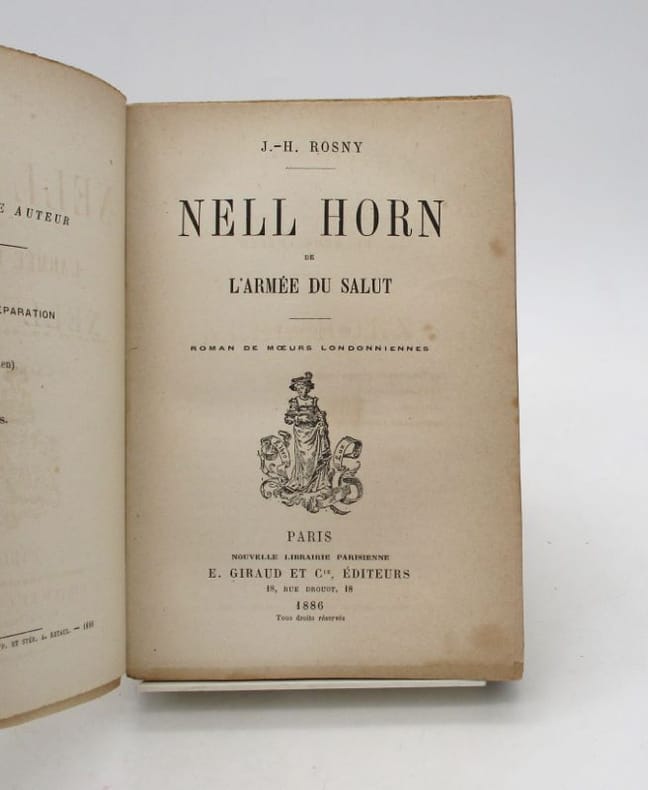 E AUTEUR
ÉPARATION
en)
s.
J.-H. ROSNY
NELL HORN
DE
L'ARMÉE DU SALUT
ROMAN DE MŒURS LONDONNIENNES
PARIS
NOUVELLE LIBRAIRIE PARISIENNE
E. GIRAUD ET Cie, ÉDITEURS
18, RUE DROUOT, 18
1886
Tous droits réservés